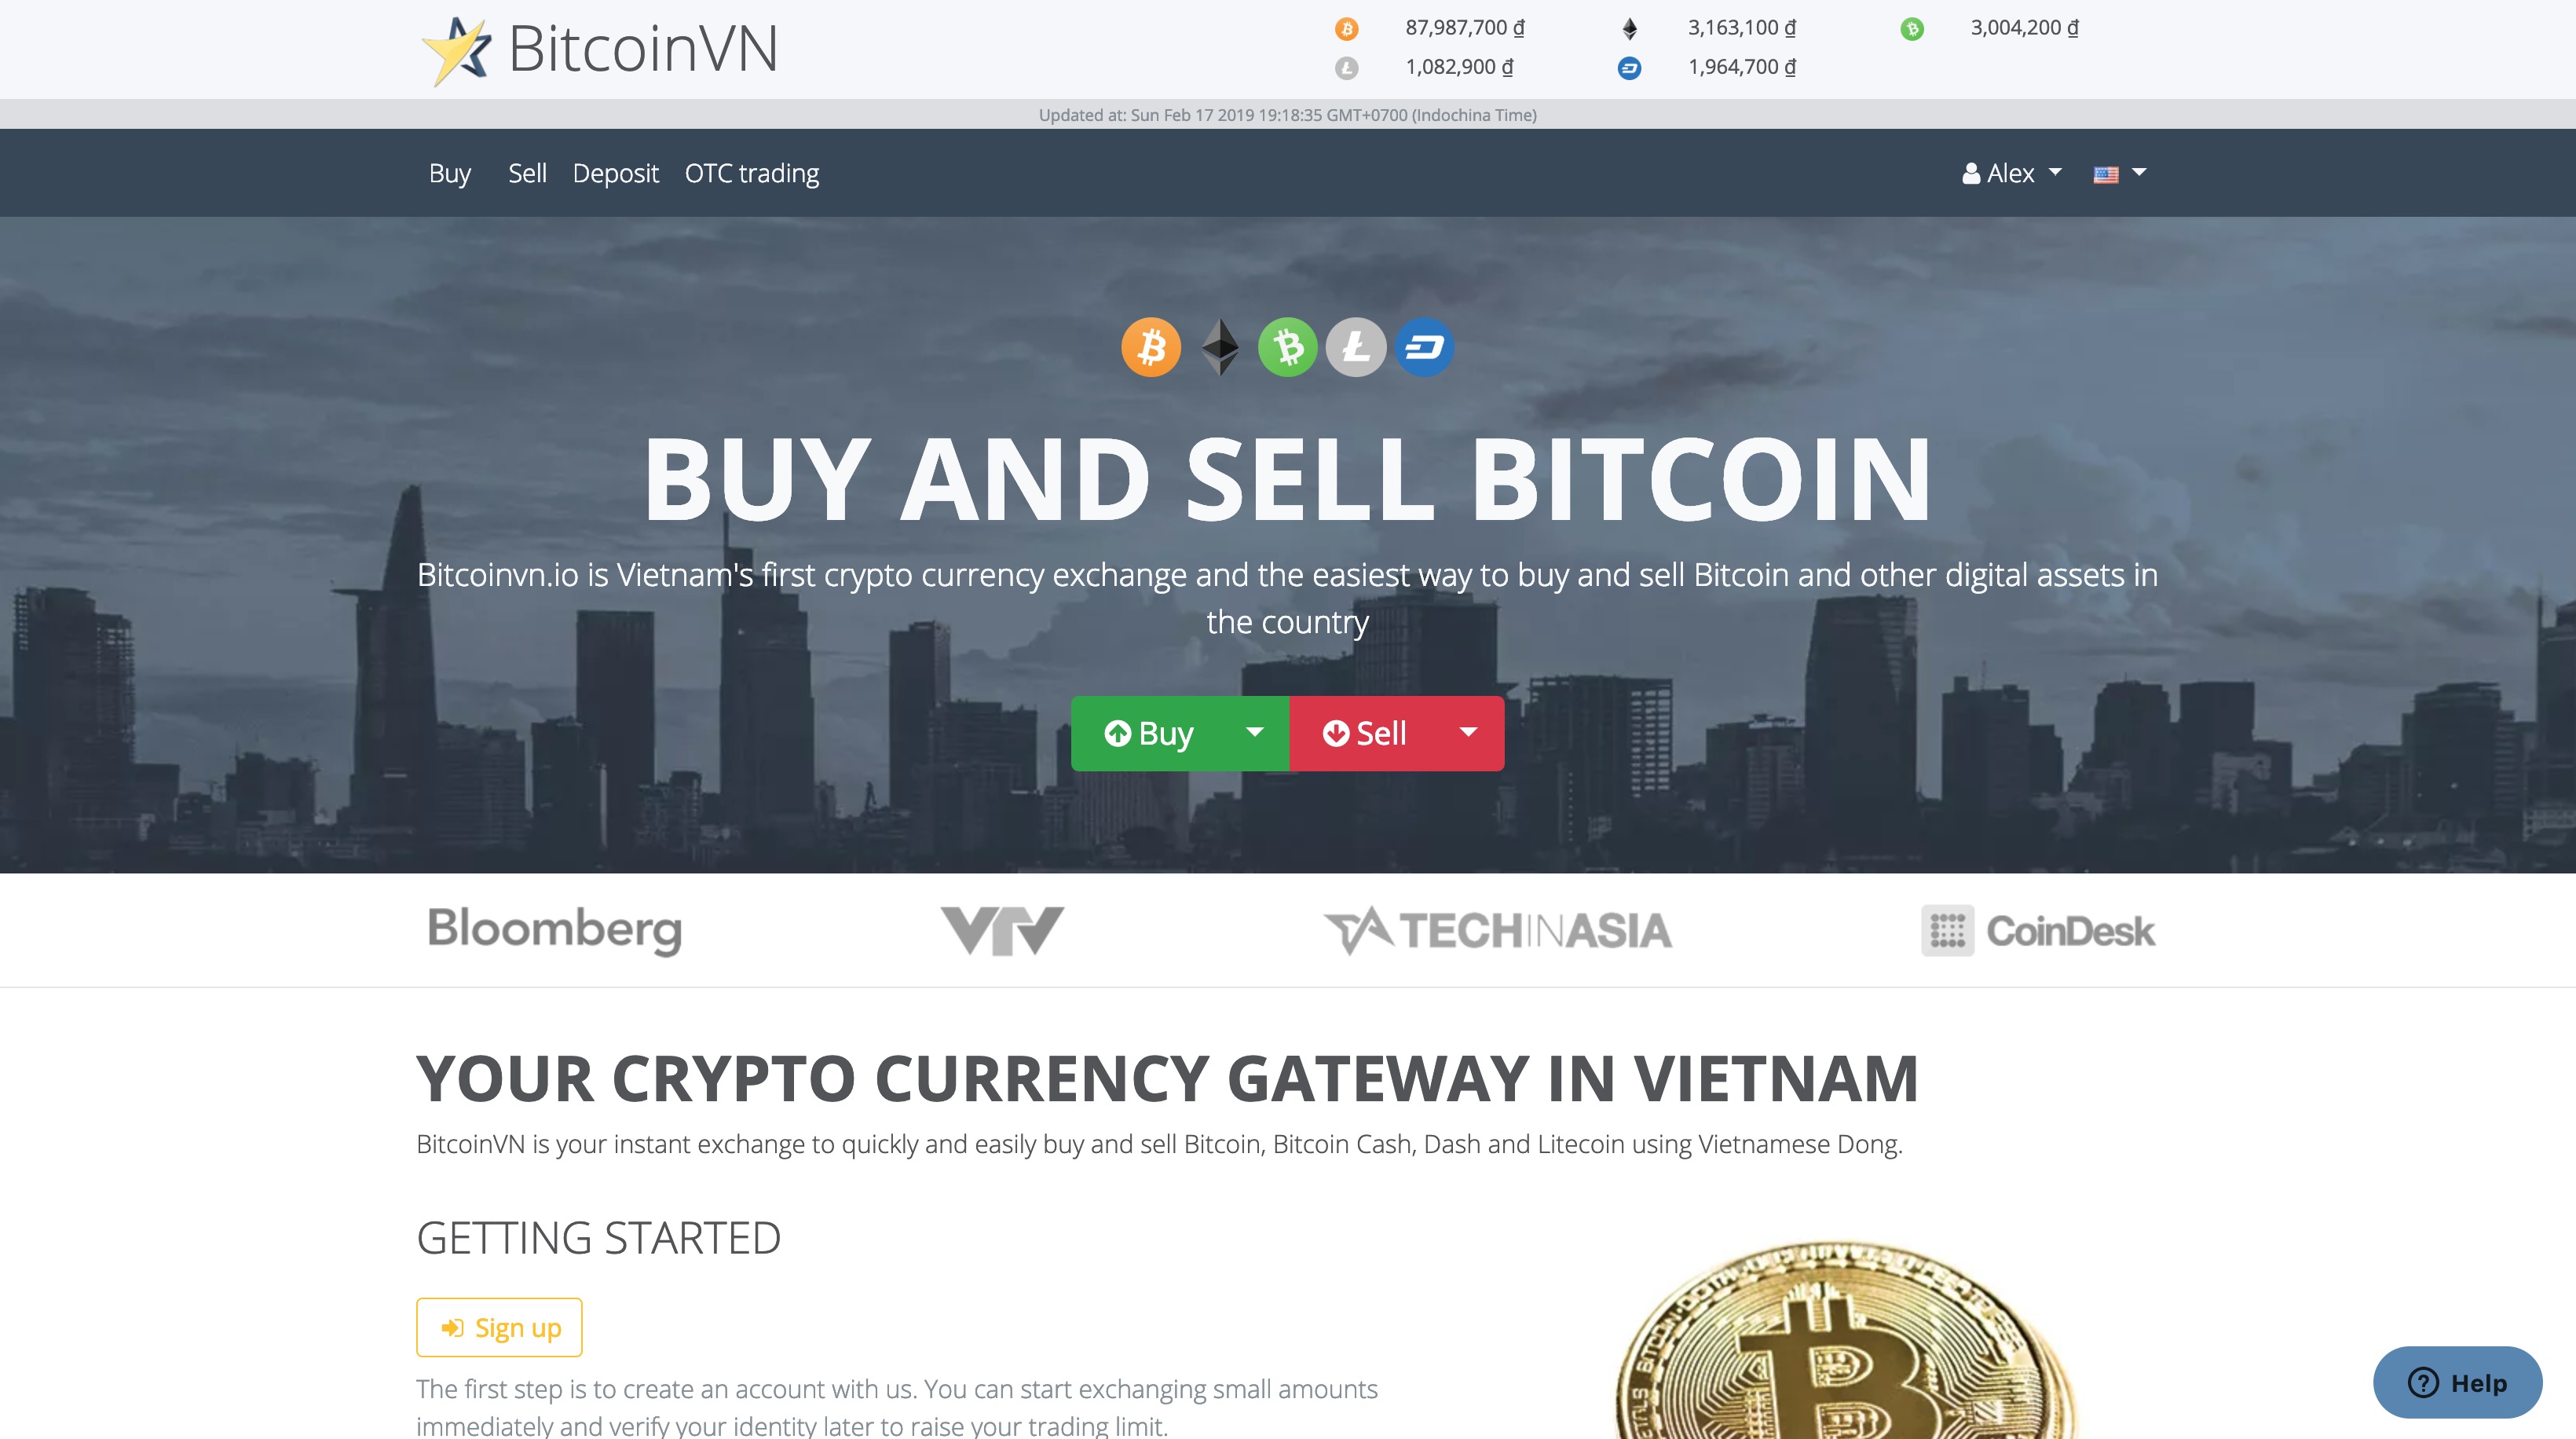 BitcoinVN
87,987,700 ₫
3,163,100 ₫
3,004,200 ₫
1,082,900 ₫
1,964,700 ₫
Updated at: Sun Feb 17 2019 19:18:35 GMT+0700 (Indochina Time)
Buy Sell Deposit OTC trading Alex
BUY AND SELL BITCOIN
Bitcoinvn.io is Vietnam's first crypto currency exchange and the easiest way to buy and sell Bitcoin and other digital assets in
the country
Buy Sell
Bloomberg VTV TECHINASIA CoinDesk
YOUR CRYPTO CURRENCY GATEWAY IN VIETNAM
BitcoinVN is your instant exchange to quickly and easily buy and sell Bitcoin, Bitcoin Cash, Dash and Litecoin using Vietnamese Dong.
GETTING STARTED
Sign up
The first step is to create an account with us. You can start exchanging small amounts
immediately and verify your identity later to raise your trading limit.
Help